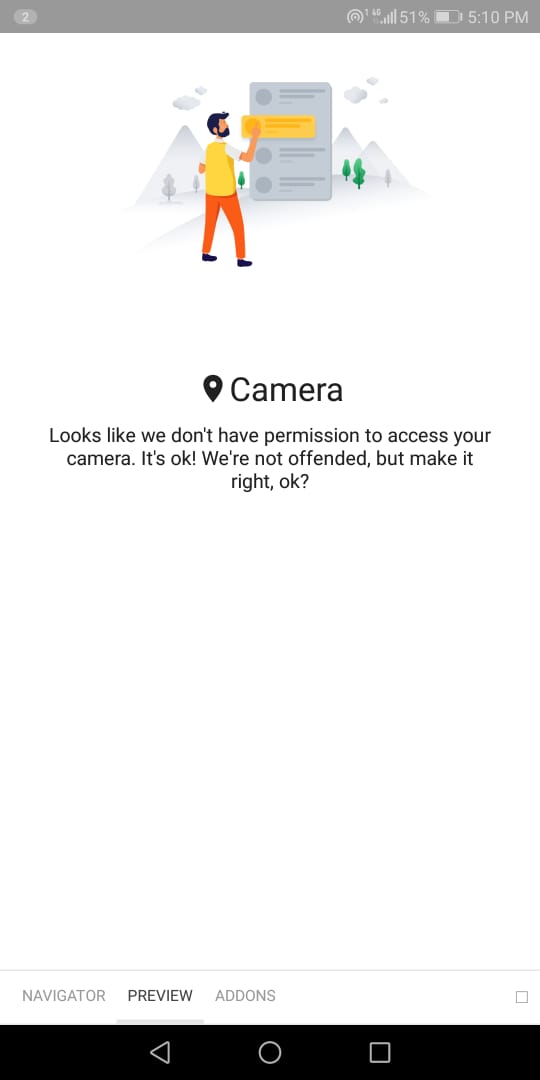 2
1 4G 51% 5:10 PM
Camera
Looks like we don't have permission to access your
camera. It's ok! We're not offended, but make it
right, ok?
NAVIGATOR PREVIEW ADDONS